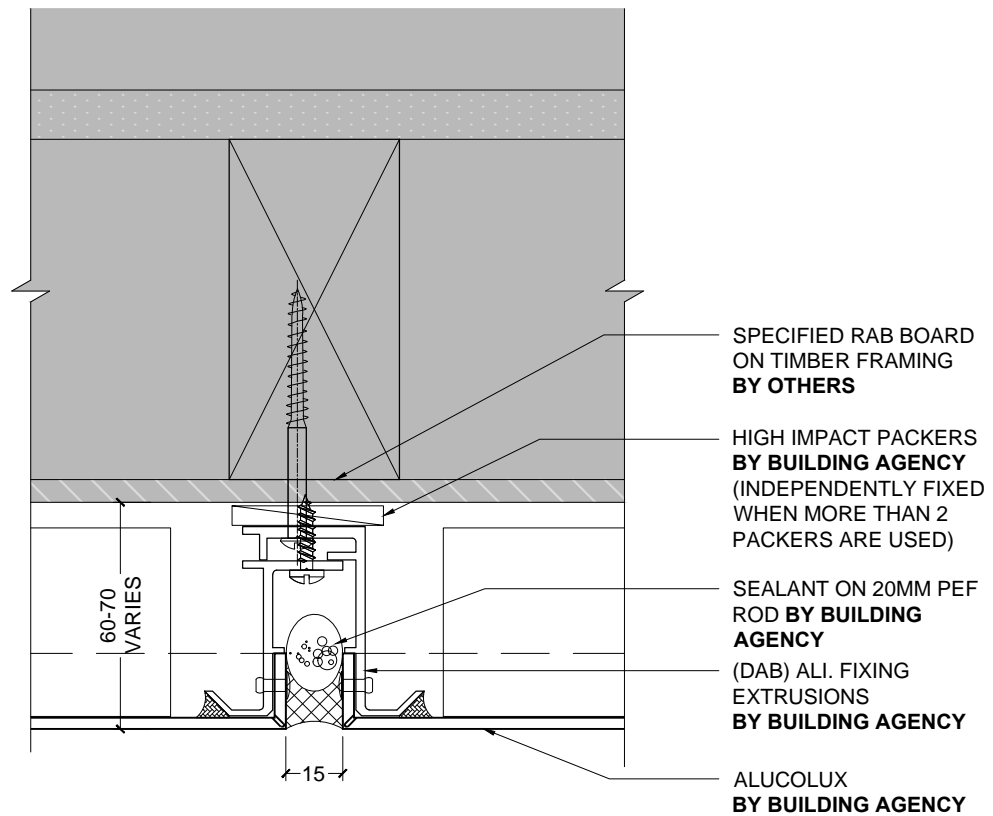 SPECIFIED RAB BOARD
ON TIMBER FRAMING
BY OTHERS
HIGH IMPACT PACKERS
BY BUILDING AGENCY
(INDEPENDENTLY FIXED
WHEN MORE THAN 2
PACKERS ARE USED)
SEALANT ON 20MM PEF
ROD BY BUILDING
AGENCY
(DAB) ALI. FIXING
EXTRUSIONS
BY BUILDING AGENCY
ALUCOLUX
BY BUILDING AGENCY
60-70
VARIES
15